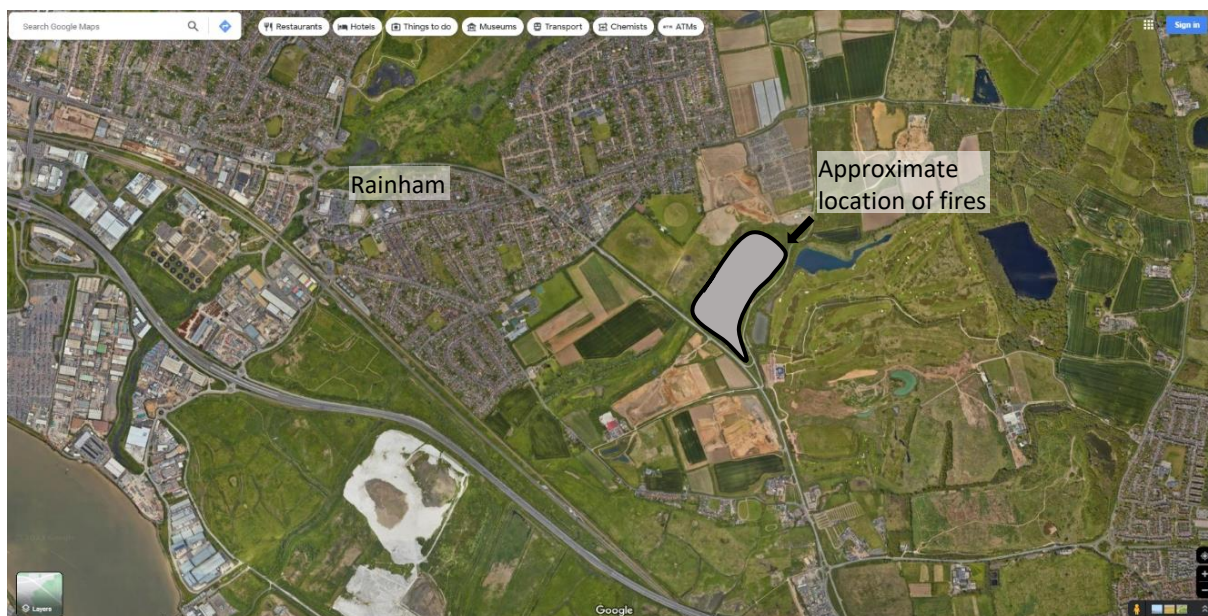 Search Google Maps
Restaurants
Hotels
Things to do
Museums
Transport
Chemists
ATMs
Sign in
Rainham
Approximate
location of fires
Layers
Google